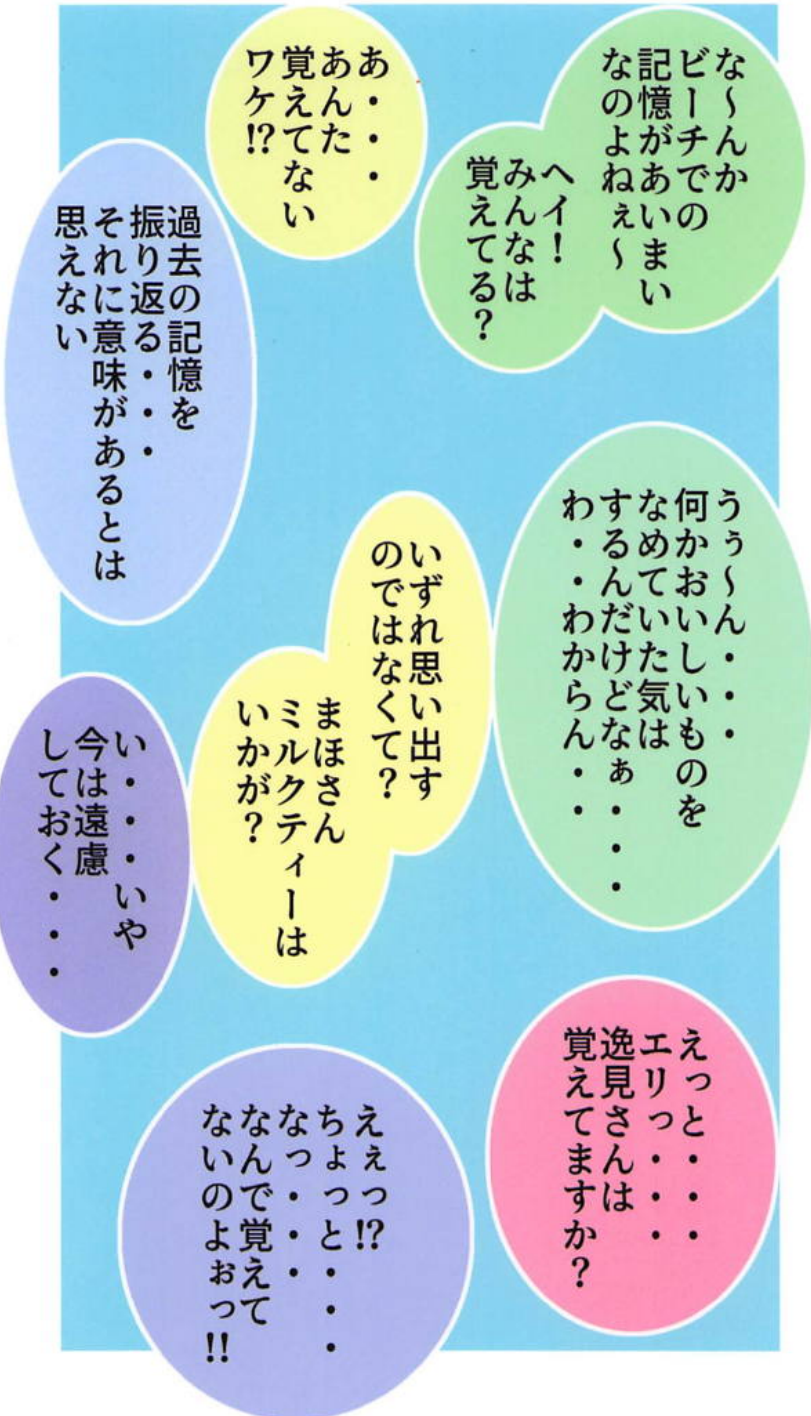 な～んか
ビーチでの
記憶があいまい
なのよねぇ～
ヘイ！
みんなは
覚えてる？
あ・・・
あんた
覚えてない
ワケ!?
過去の記憶を
振り返る・・・
それに意味があるとは
思えない
うぅ～ん・・・
何かおいしいものを
なめていた気は
するんだけどなぁ・・・
わ・・わからん・・
いずれ思い出す
のではなくて？
まほさん
ミルクティーは
いかが？
い・・・いや
今は遠慮
しておく・・・
えっと・・・
エリっ・・・
逸見さんは
覚えてますか？
えぇっ!?
ちょっと・・・
なっ・・・
なんで覚えて
ないのよぉっ!!